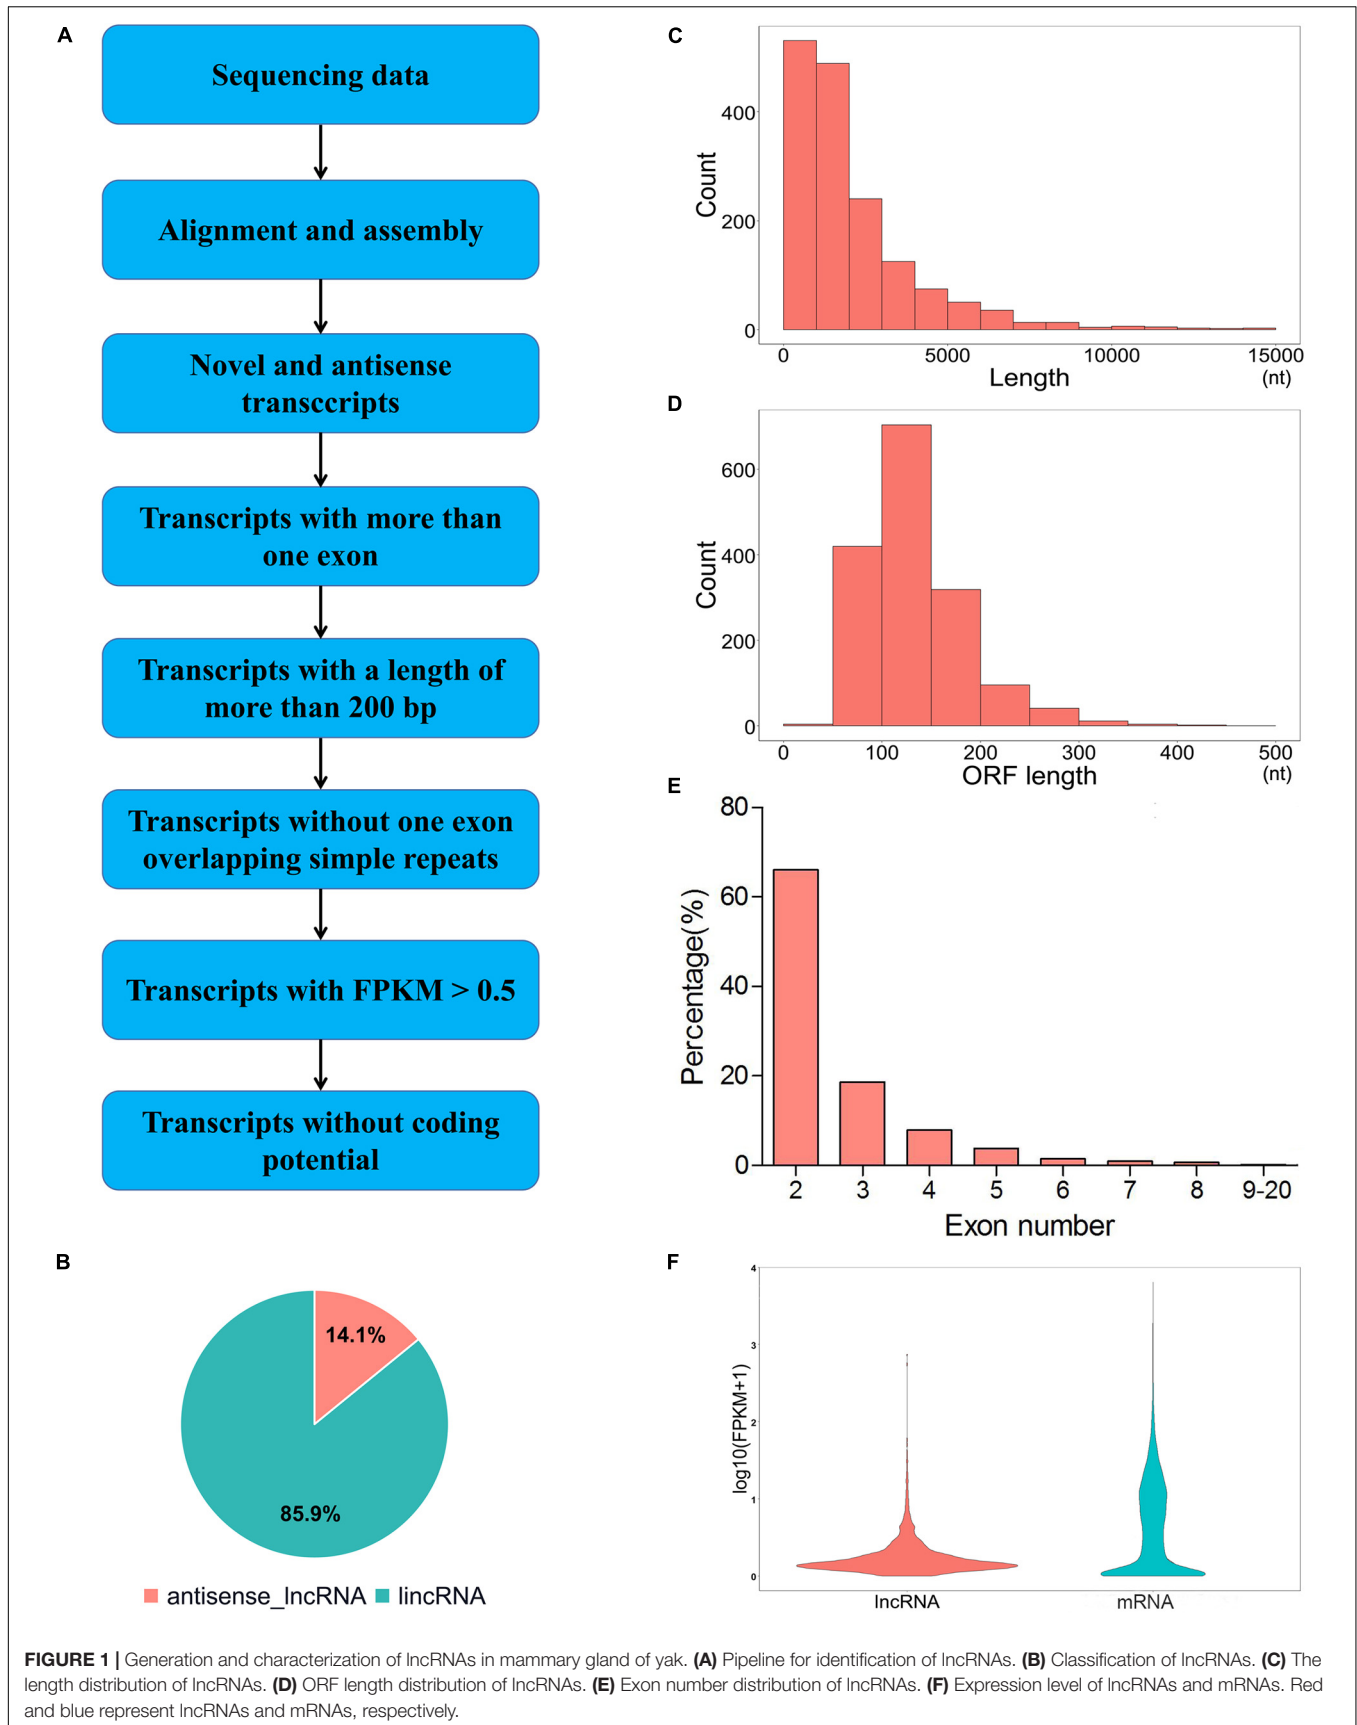 A
Sequencing data
Alignment and assembly
Novel and antisense
transccripts
Transcripts with more than
one exon
Transcripts with a length of
more than 200 bp
Transcripts without one exon
overlapping simple repeats
Transcripts with FPKM > 0.5
Transcripts without coding
potential
B
14.1%
85.9%
antisense_lncRNA lincRNA
C
Count
400
200
0
0 5000 10000 15000
Length (nt)
D
Count
600
400
200
0
0 100 200 300 400 500
ORF length (nt)
E
Percentage(%)
80
60
40
20
0
2 3 4 5 6 7 8 9-20
Exon number
F
log10(FPKM+1)
4
3
2
1
0
lncRNA mRNA
FIGURE 1 | Generation and characterization of lncRNAs in mammary gland of yak. (A) Pipeline for identification of lncRNAs. (B) Classification of lncRNAs. (C) The
length distribution of lncRNAs. (D) ORF length distribution of lncRNAs. (E) Exon number distribution of lncRNAs. (F) Expression level of lncRNAs and mRNAs. Red
and blue represent lncRNAs and mRNAs, respectively.